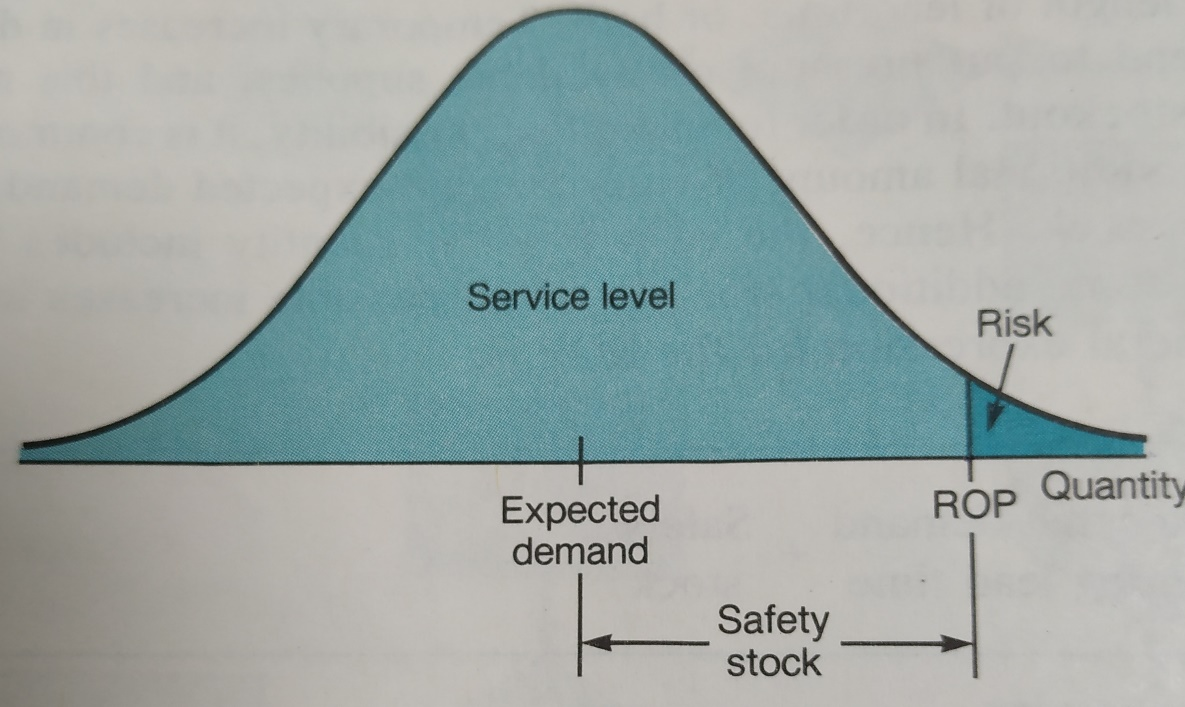 Service level
Risk
Expected
demand
ROP
Quantity
Safety
stock